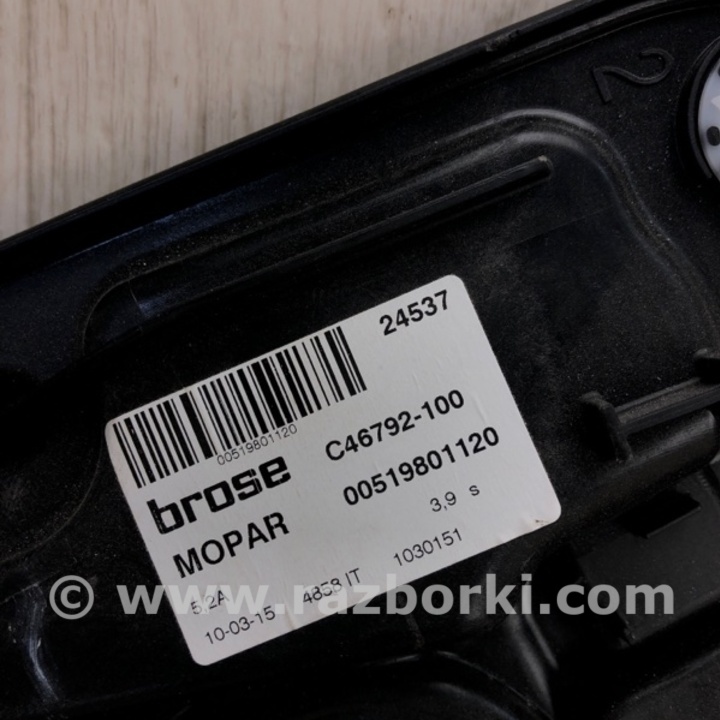 2
24537
00519801120
brose C46792-100
MOPAR 00519801120
3,9 s
5,2A 4858 IT 1030151
10-03-15
© www.razborki.com